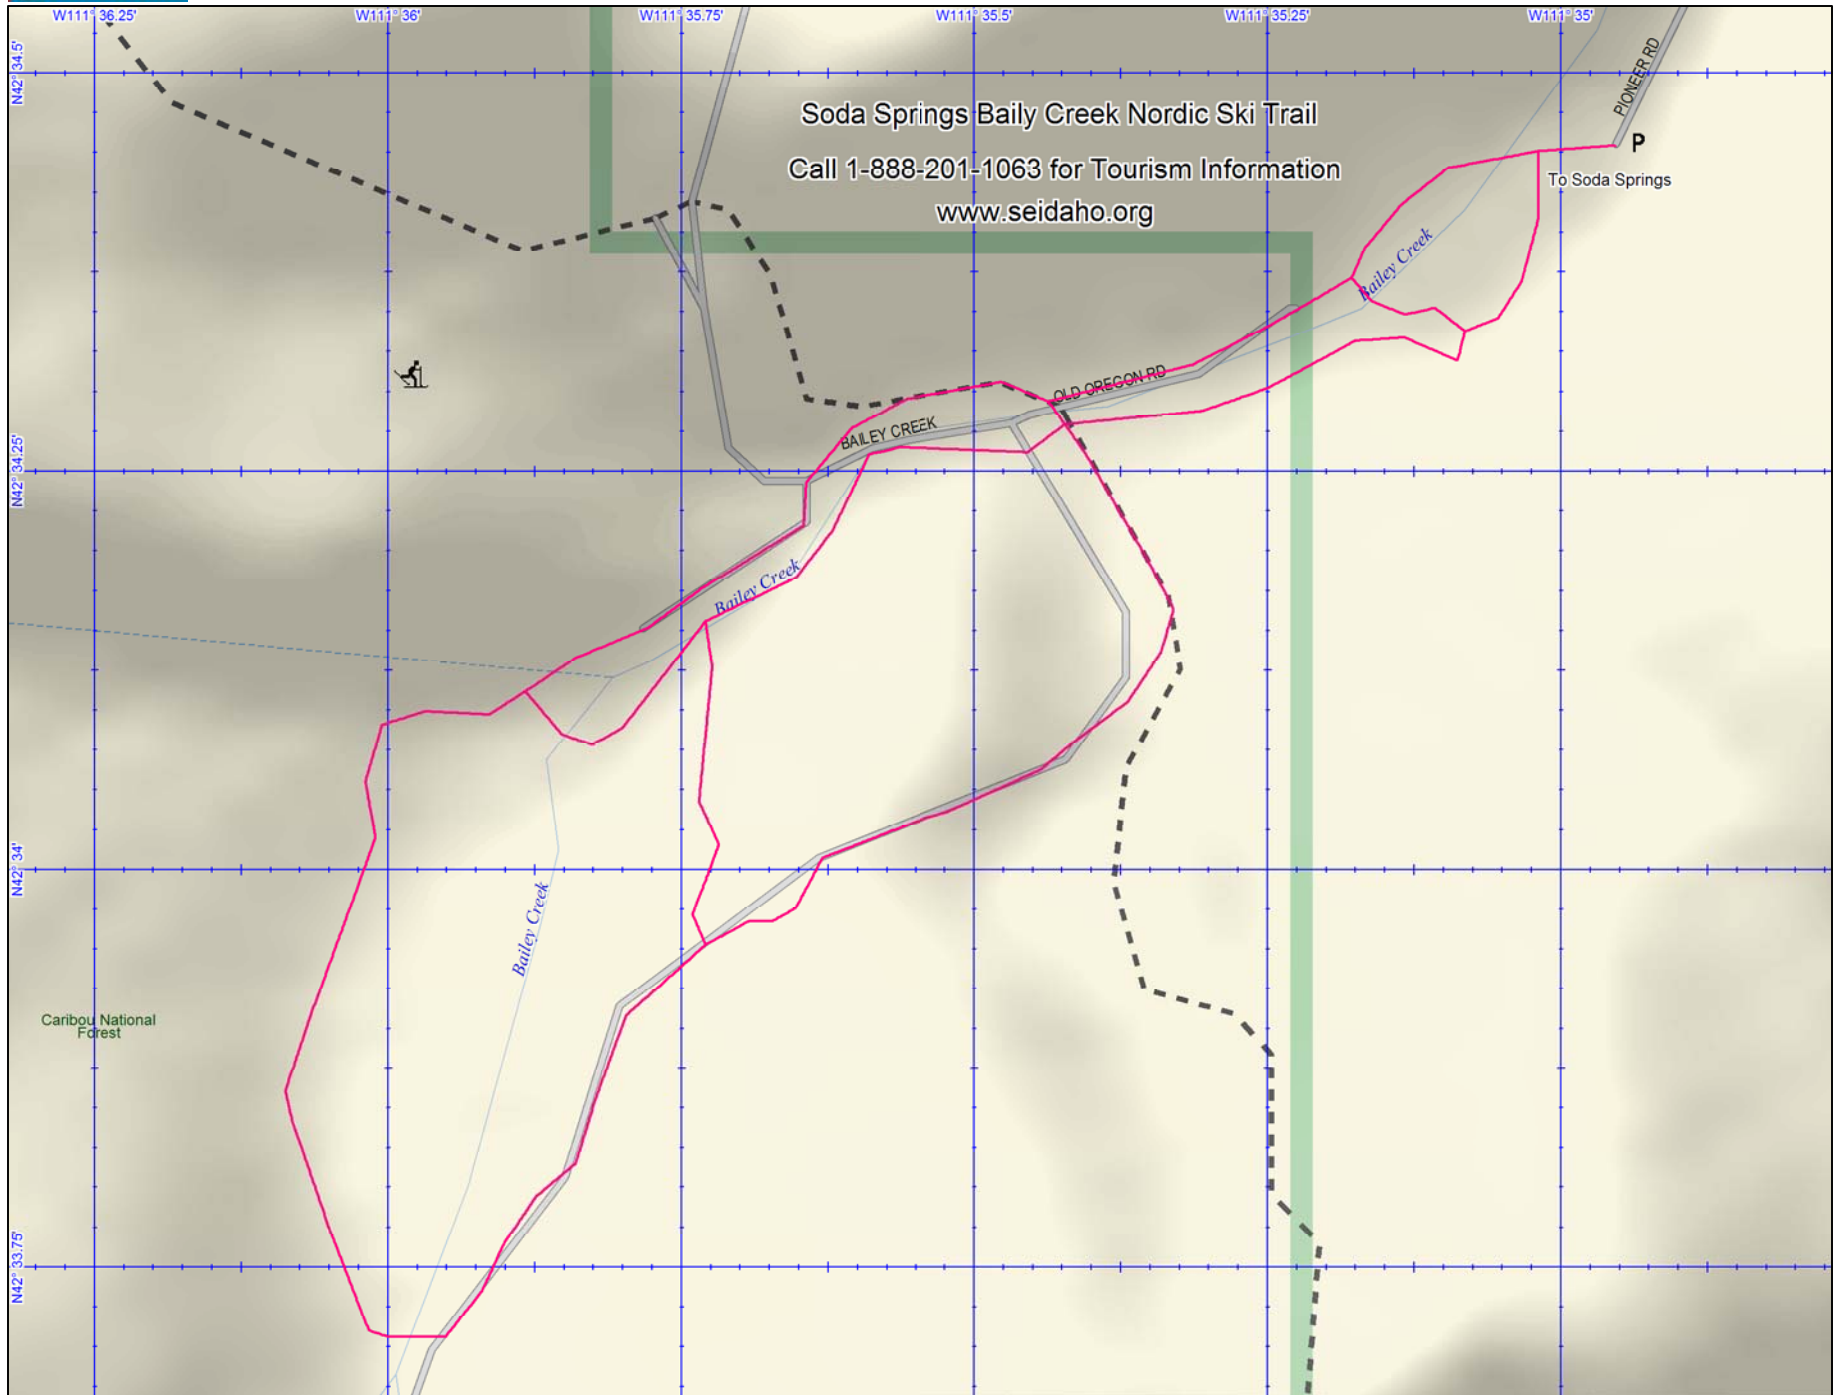 W111° 36.25'
W111° 36'
W111° 35.75'
W111° 35.5'
W111° 35.25'
W111° 35'
N42° 34.5'
PIONEER RD
Soda Springs Baily Creek Nordic Ski Trail
P
Call 1-888-201-1063 for Tourism Information
To Soda Springs
www.seidaho.org
Bailey Creek
OLD OREGON RD
BAILEY CREEK
N42° 34.25'
Bailey Creek
N42° 34'
Bailey Creek
Caribou National
Forest
N42° 33.75'